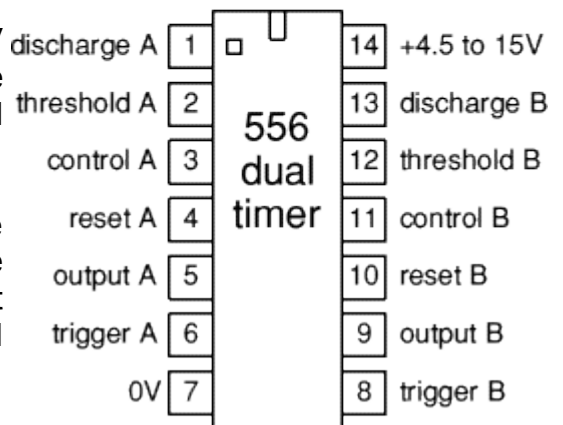 discharge A 1
threshold A 2
control A 3
reset A 4
output A 5
trigger A 6
0V 7
556
dual
timer
14 +4.5 to 15V
13 discharge B
12 threshold B
11 control B
10 reset B
9 output B
8 trigger B